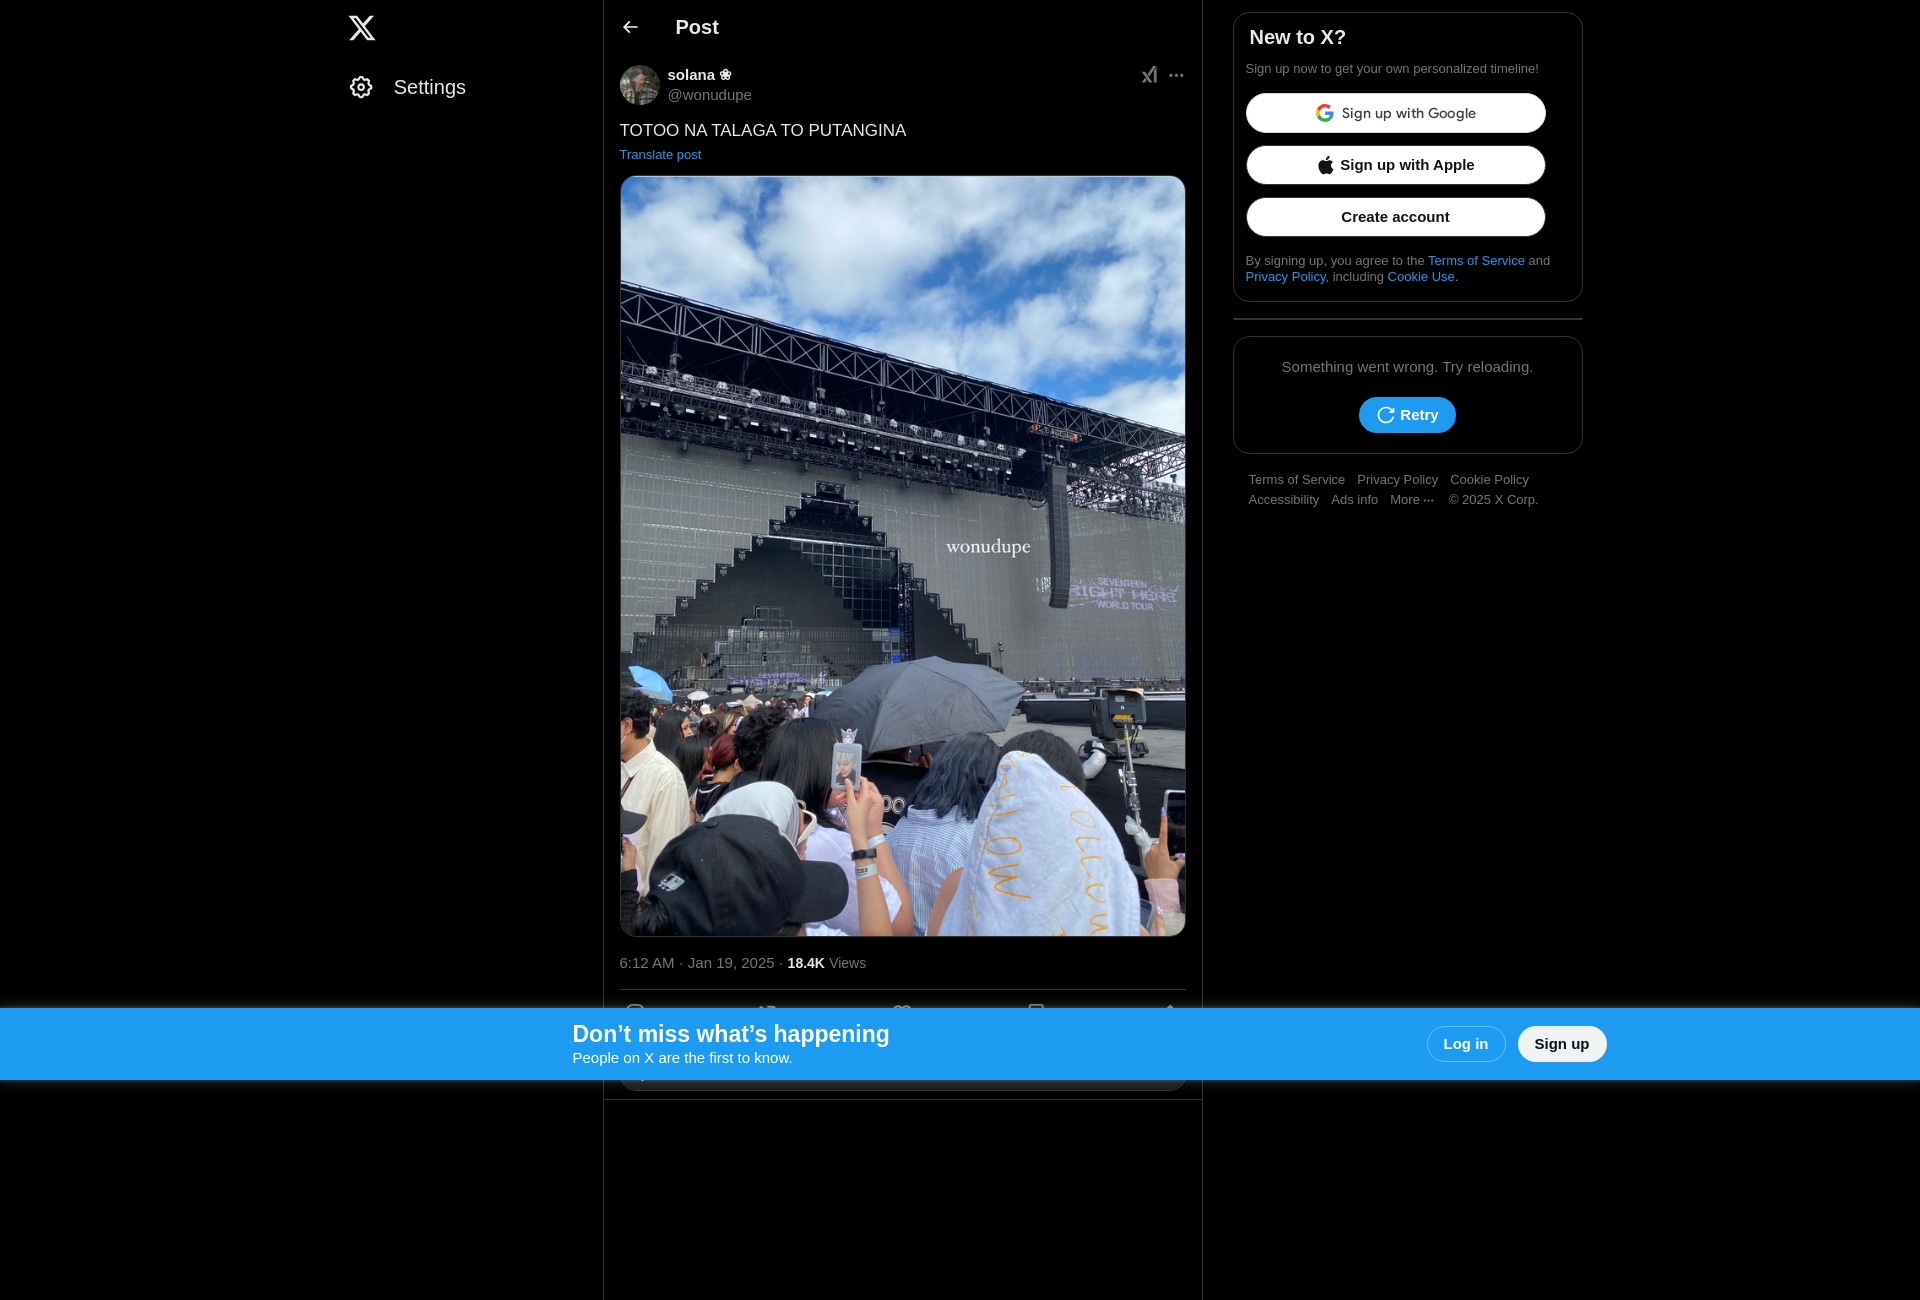 Settings
Post
solana ❀
@wonudupe
TOTOO NA TALAGA TO PUTANGINA
Translate post
wonudupe
SEVENTEEN
RIGHT HERE
WORLD TOUR
SEVENTEEN
RIGHT HERE
6:12 AM · Jan 19, 2025 · 18.4K Views
New to X?
Sign up now to get your own personalized timeline!
Sign up with Google
Sign up with Apple
Create account
By signing up, you agree to the Terms of Service and
Privacy Policy, including Cookie Use.
Something went wrong. Try reloading.
Retry
Terms of Service Privacy Policy Cookie Policy
Accessibility Ads info More ··· © 2025 X Corp.
Don’t miss what’s happening
People on X are the first to know.
Log in
Sign up